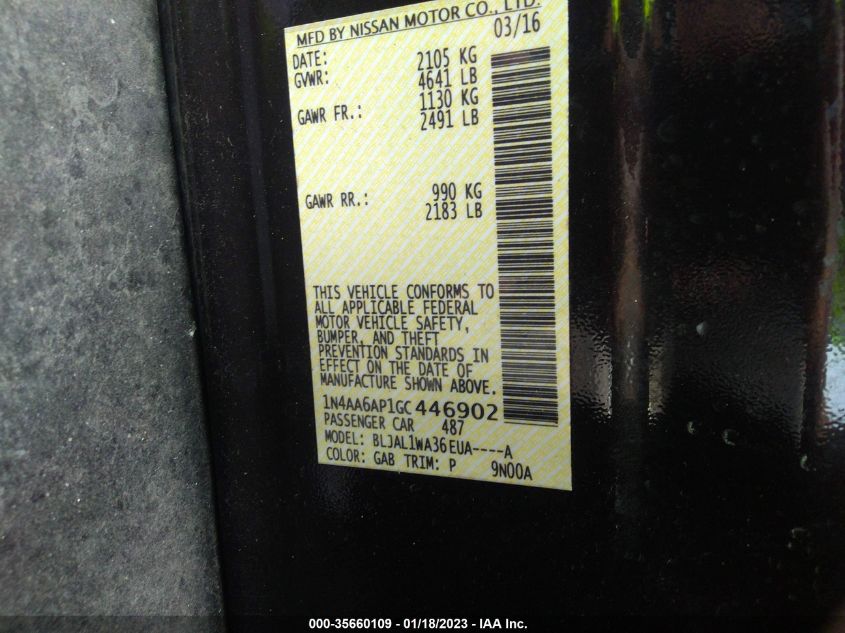 MFD BY NISSAN MOTOR CO., LTD.
03/16
DATE: 2105 KG
GVWR: 4641 LB
1130 KG
GAWR FR.: 2491 LB
GAWR RR.: 990 KG
2183 LB
THIS VEHICLE CONFORMS TO
ALL APPLICABLE FEDERAL
MOTOR VEHICLE SAFETY,
BUMPER, AND THEFT
PREVENTION STANDARDS IN
EFFECT ON THE DATE OF
MANUFACTURE SHOWN ABOVE.
1N4AA6AP1GC446902
PASSENGER CAR 487
MODEL: BLJAL1WA36EUA----A
COLOR: GAB TRIM: P 9N00A
000-35660109 - 01/18/2023 - IAA Inc.